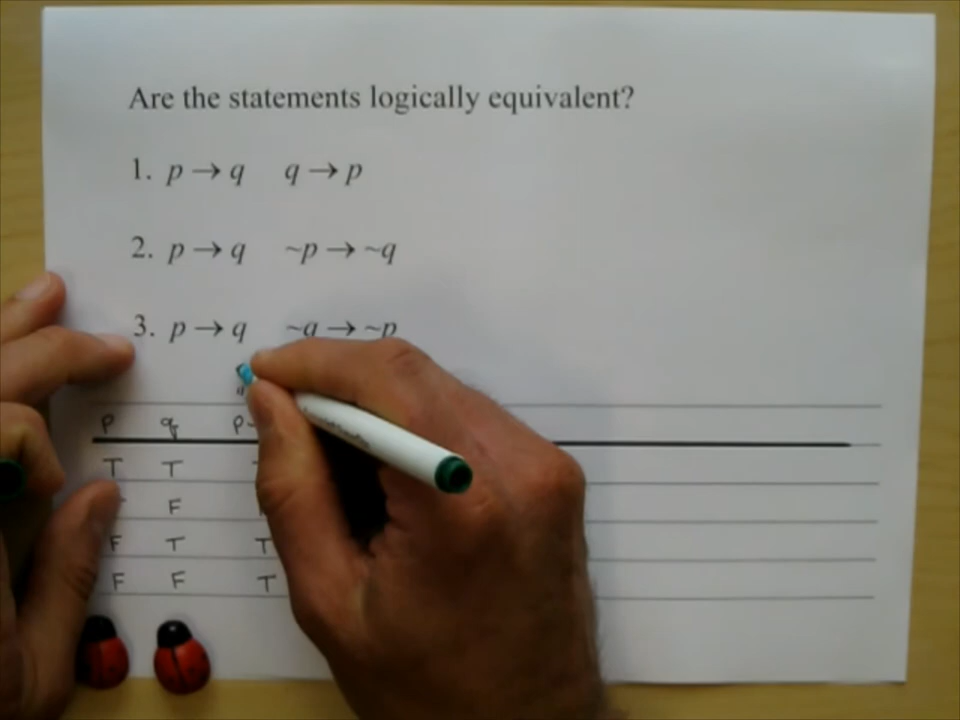 Are the statements logically equivalent?
1. p → q q → p
2. p → q ~p → ~q
3. p → q ~q → ~p
p q p
T T
F
F T T
F F T